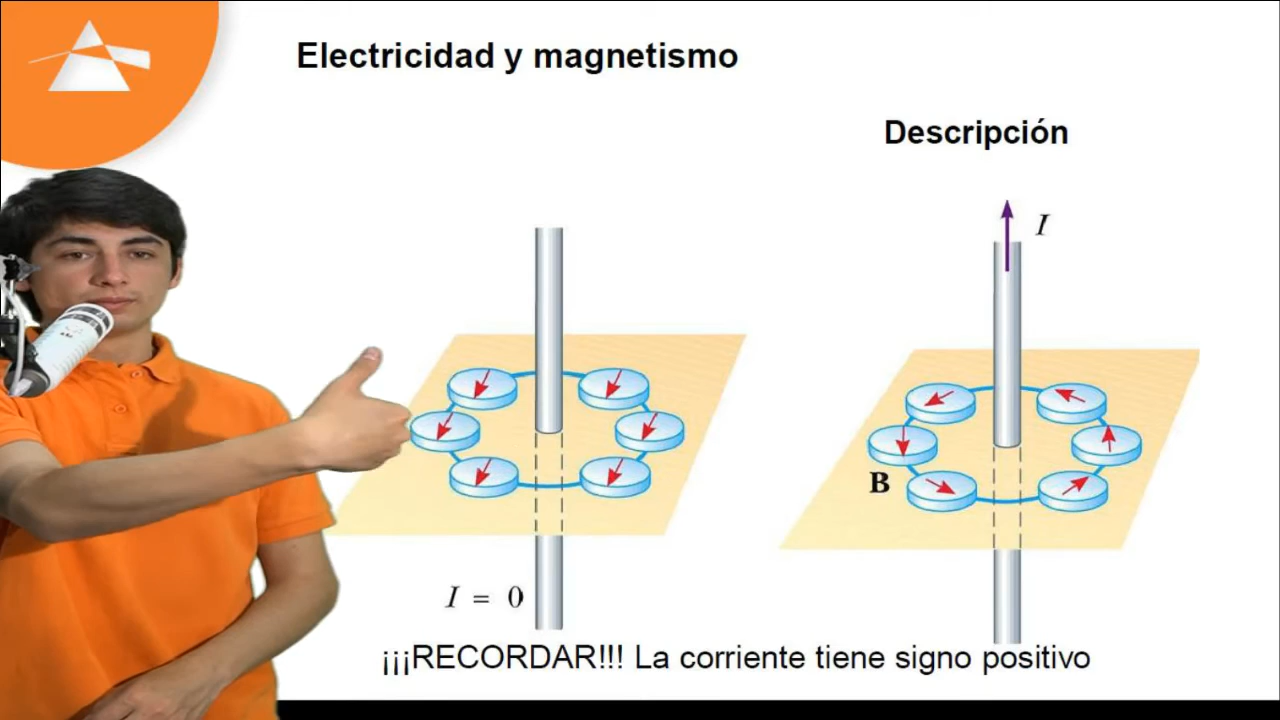 Electricidad y magnetismo
Descripción
I
B
I = 0
¡¡¡RECORDAR!!! La corriente tiene signo positivo